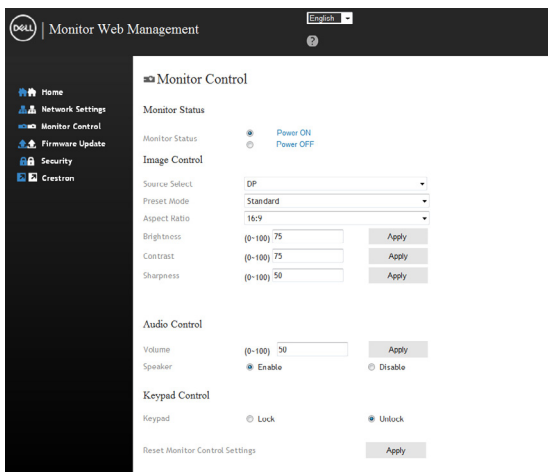 DELL
Monitor Web Management
English
?
Home
Network Settings
Monitor Control
Firmware Update
Security
Crestron
Monitor Control
Monitor Status
Monitor Status
Power ON
Power OFF
Image Control
Source Select DP
Preset Mode Standard
Aspect Ratio 16:9
Brightness (0~100) 75 Apply
Contrast (0~100) 75 Apply
Sharpness (0~100) 50 Apply
Audio Control
Volume (0~100) 50 Apply
Speaker Enable Disable
Keypad Control
Keypad Lock Unlock
Reset Monitor Control Settings Apply